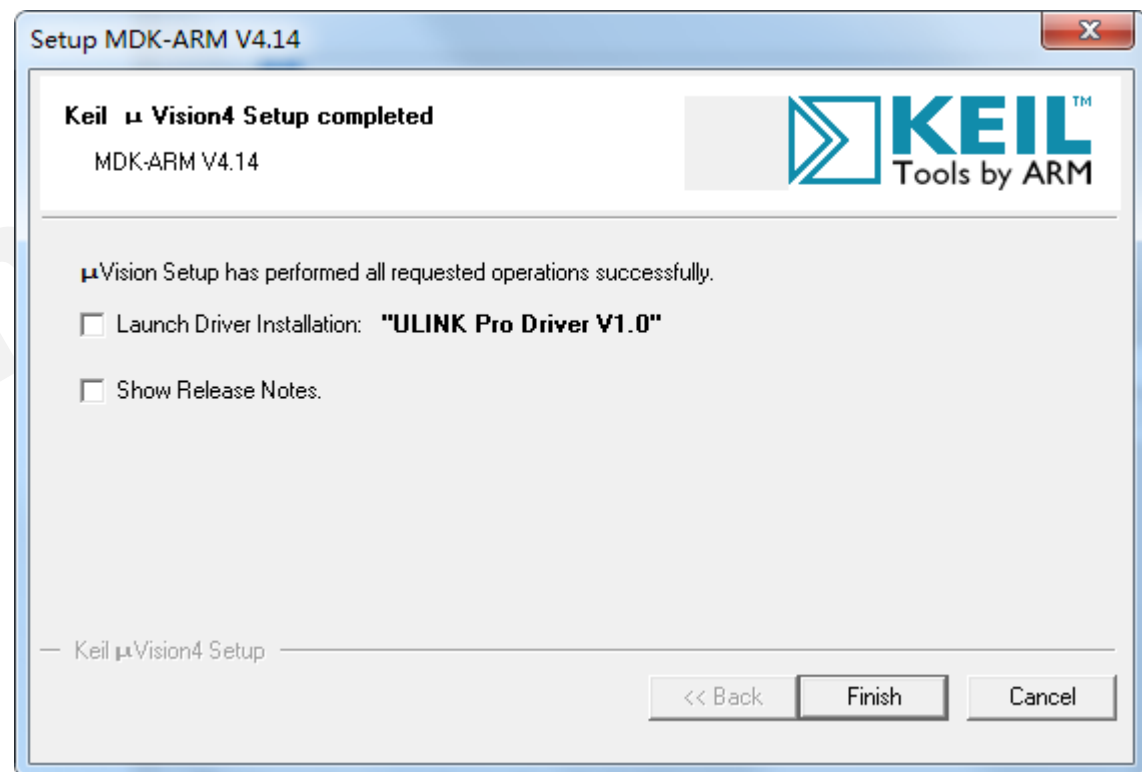 Setup MDK-ARM V4.14
Keil µ Vision4 Setup completed
MDK-ARM V4.14
KEIL™
Tools by ARM
µVision Setup has performed all requested operations successfully.
Launch Driver Installation: "ULINK Pro Driver V1.0"
Show Release Notes.
Keil µVision4 Setup
<< Back Finish Cancel